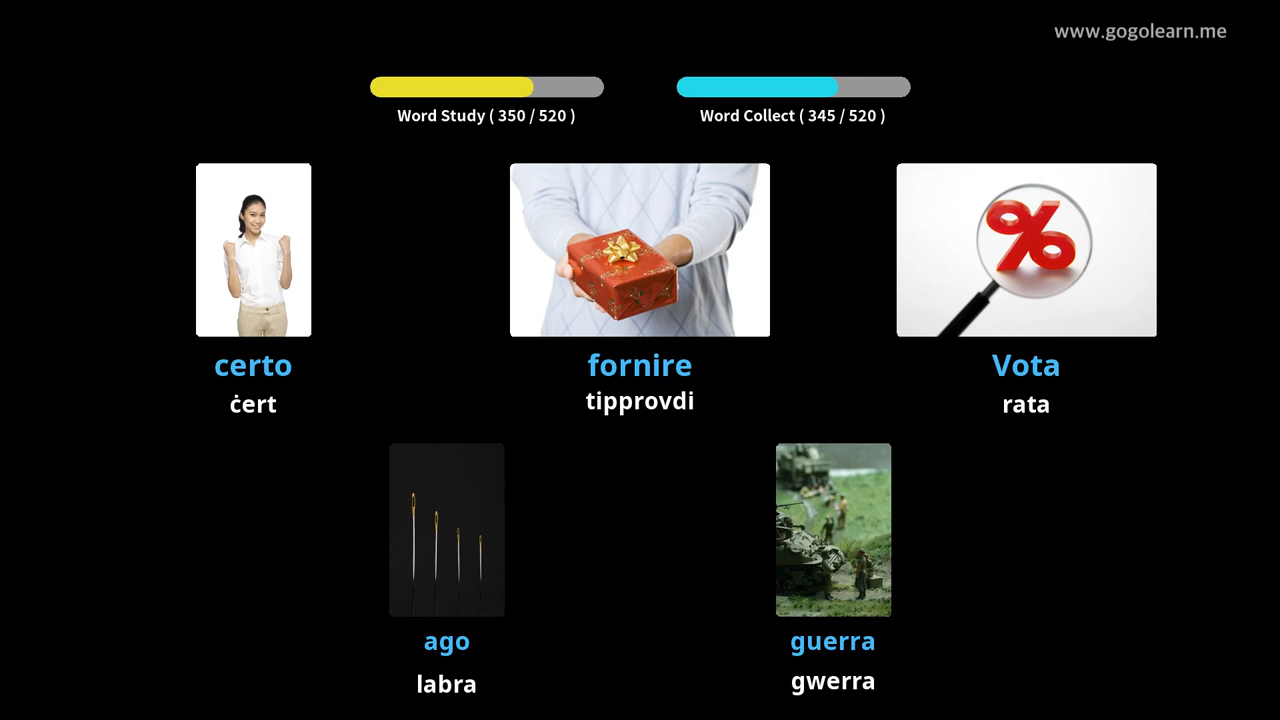 www.gogolearn.me
Word Study ( 350 / 520 )
Word Collect ( 345 / 520 )
certo
ċert
fornire
tipprovdi
Vota
rata
ago
labra
guerra
gwerra